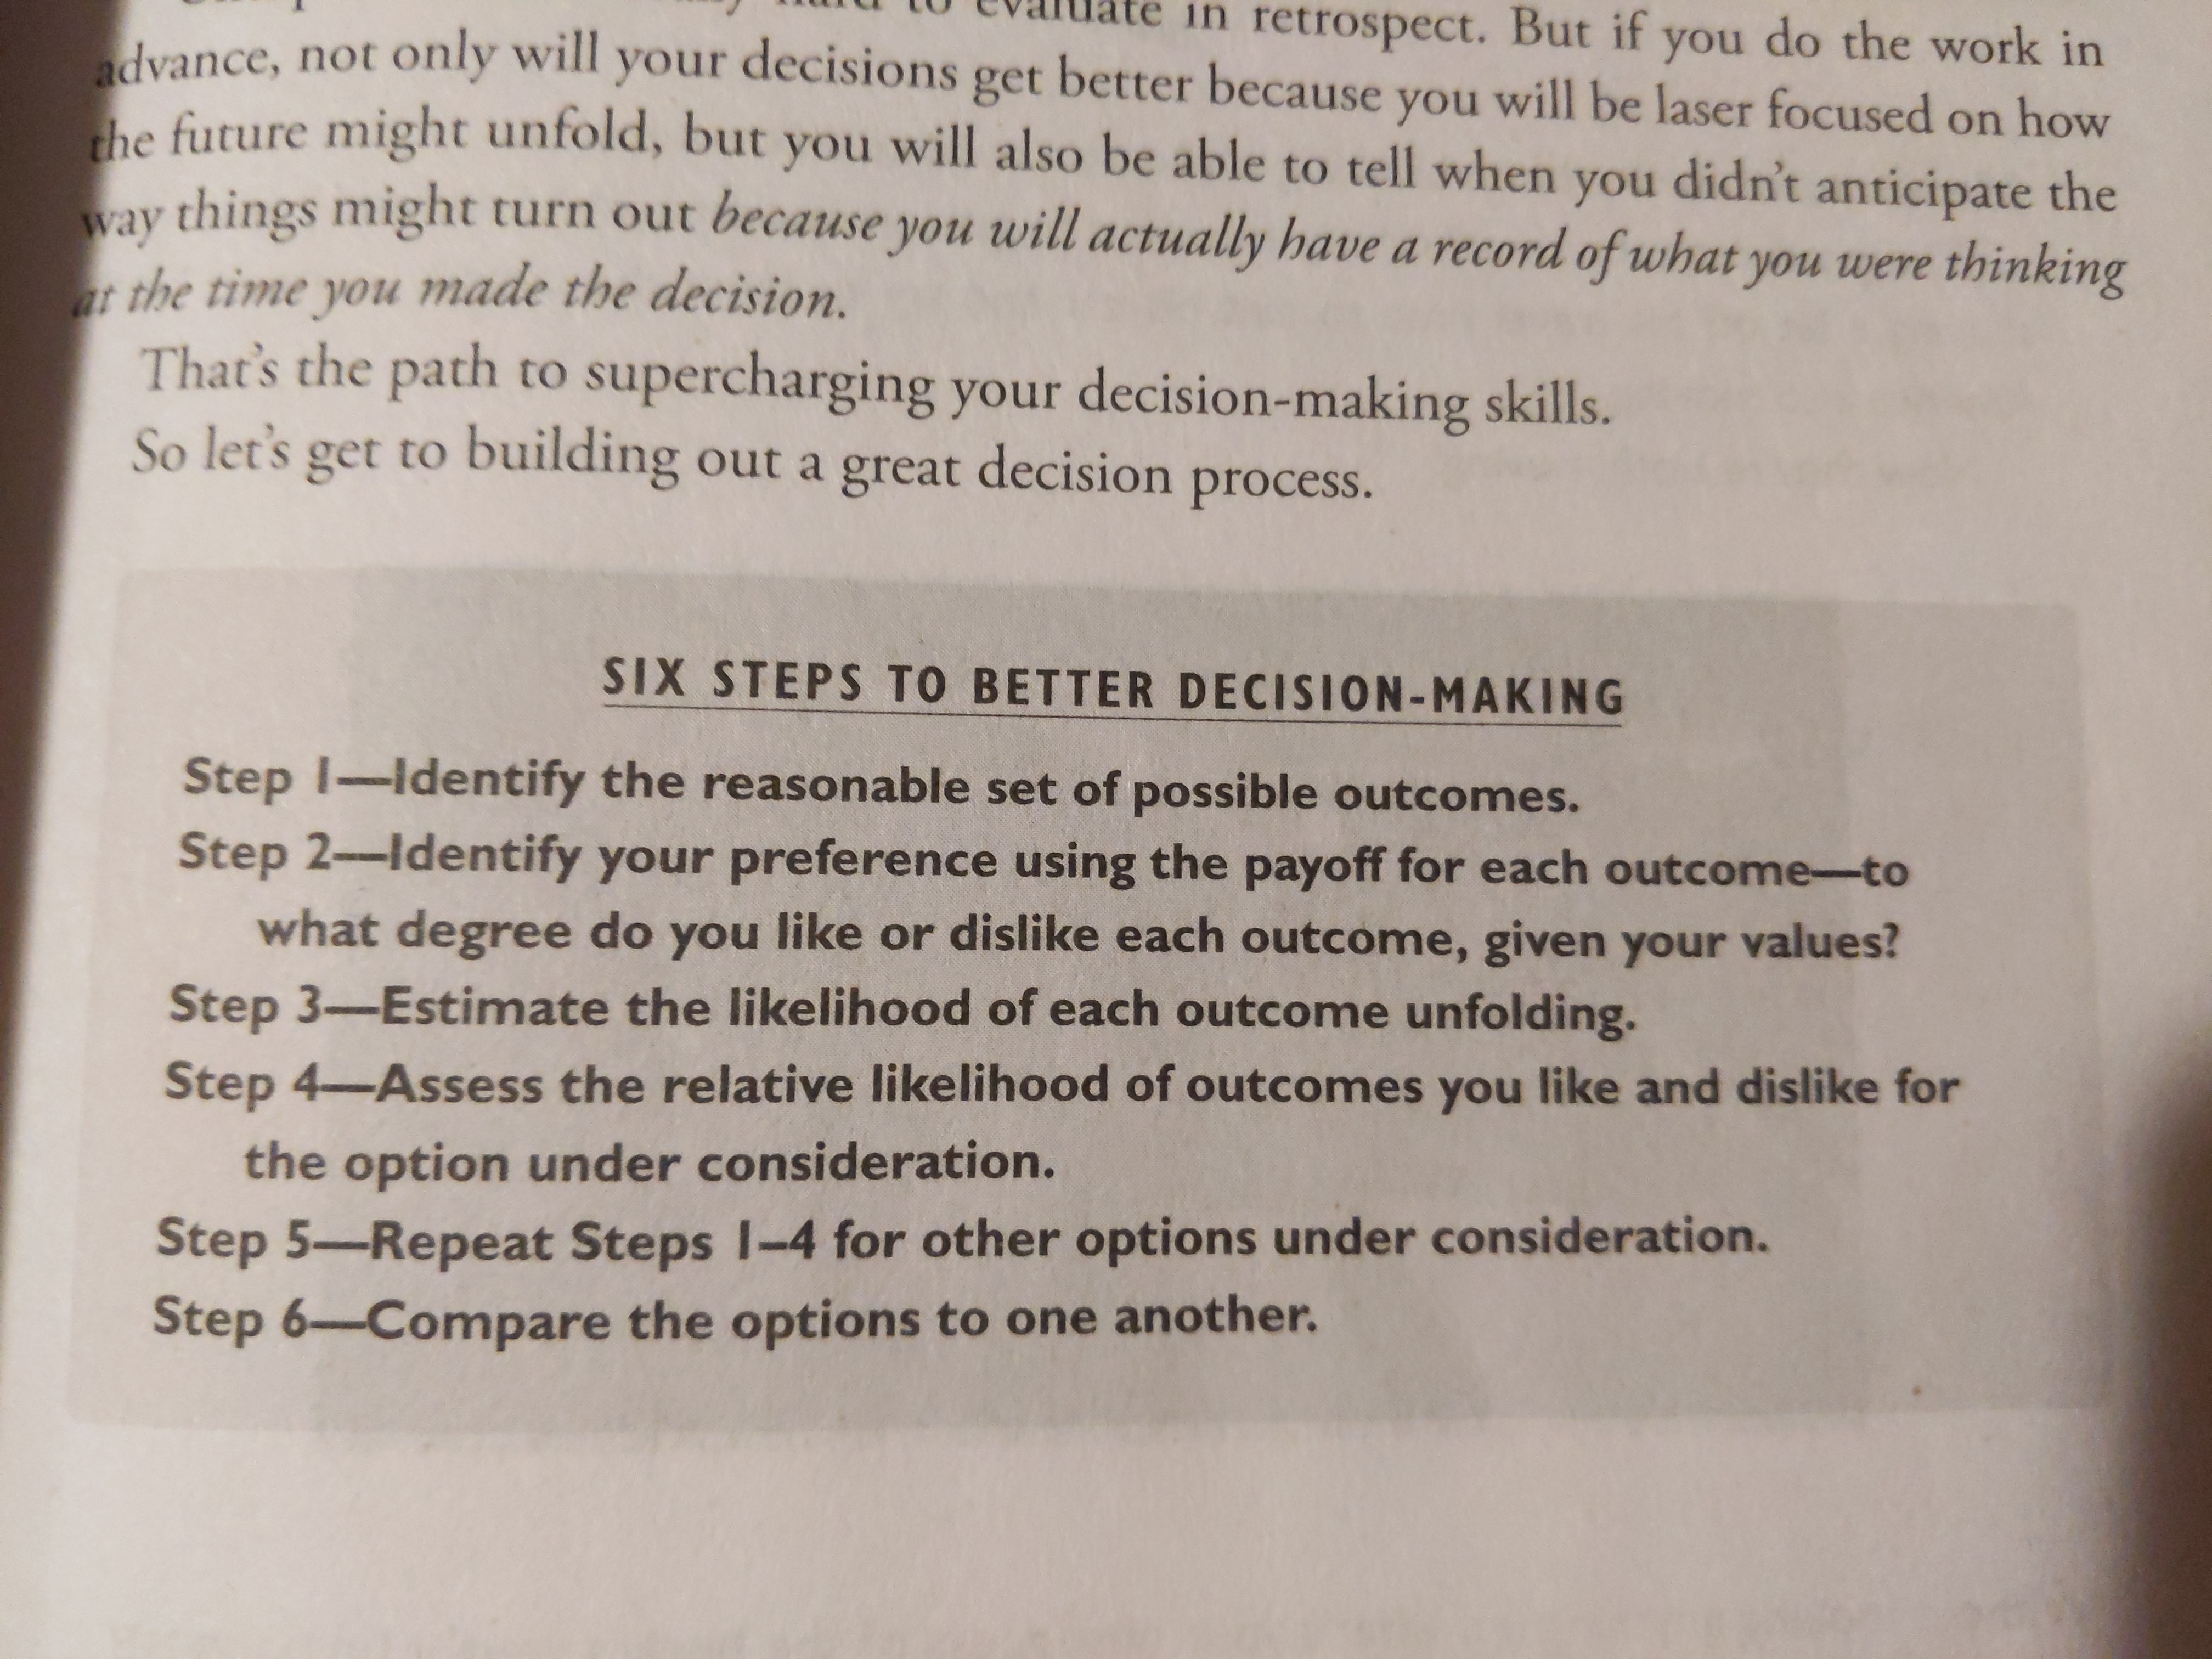 to evaluate in retrospect. But if you do the work in
advance, not only will your decisions get better because you will be laser focused on how
the future might unfold, but you will also be able to tell when you didn't anticipate the
way things might turn out because you will actually have a record of what you were thinking
at the time you made the decision.
That's the path to supercharging your decision-making skills.
So let's get to building out a great decision process.
SIX STEPS TO BETTER DECISION-MAKING
Step 1—Identify the reasonable set of possible outcomes.
Step 2—Identify your preference using the payoff for each outcome—to
what degree do you like or dislike each outcome, given your values?
Step 3—Estimate the likelihood of each outcome unfolding.
Step 4—Assess the relative likelihood of outcomes you like and dislike for
the option under consideration.
Step 5—Repeat Steps 1–4 for other options under consideration.
Step 6—Compare the options to one another.